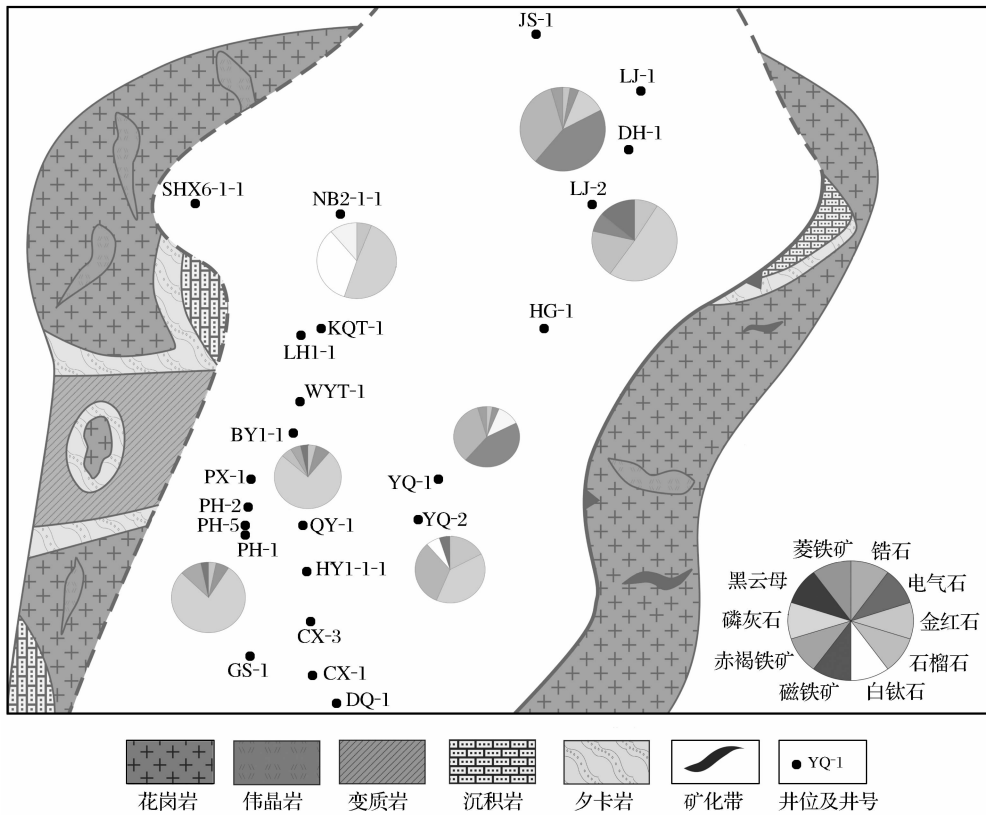 JS-1
LJ-1
DH-1
SHX6-1-1
NB2-1-1
LJ-2
HG-1
KQT-1
LH1-1
WYT-1
BY1-1
PX-1
YQ-1
PH-2
PH-5
QY-1
YQ-2
PH-1
HY1-1-1
CX-3
GS-1
CX-1
DQ-1
菱铁矿
锆石
黑云母
电气石
磷灰石
金红石
赤褐铁矿
石榴石
磁铁矿
白钛石
YQ-1
花岗岩
伟晶岩
变质岩
沉积岩
夕卡岩
矿化带
井位及井号